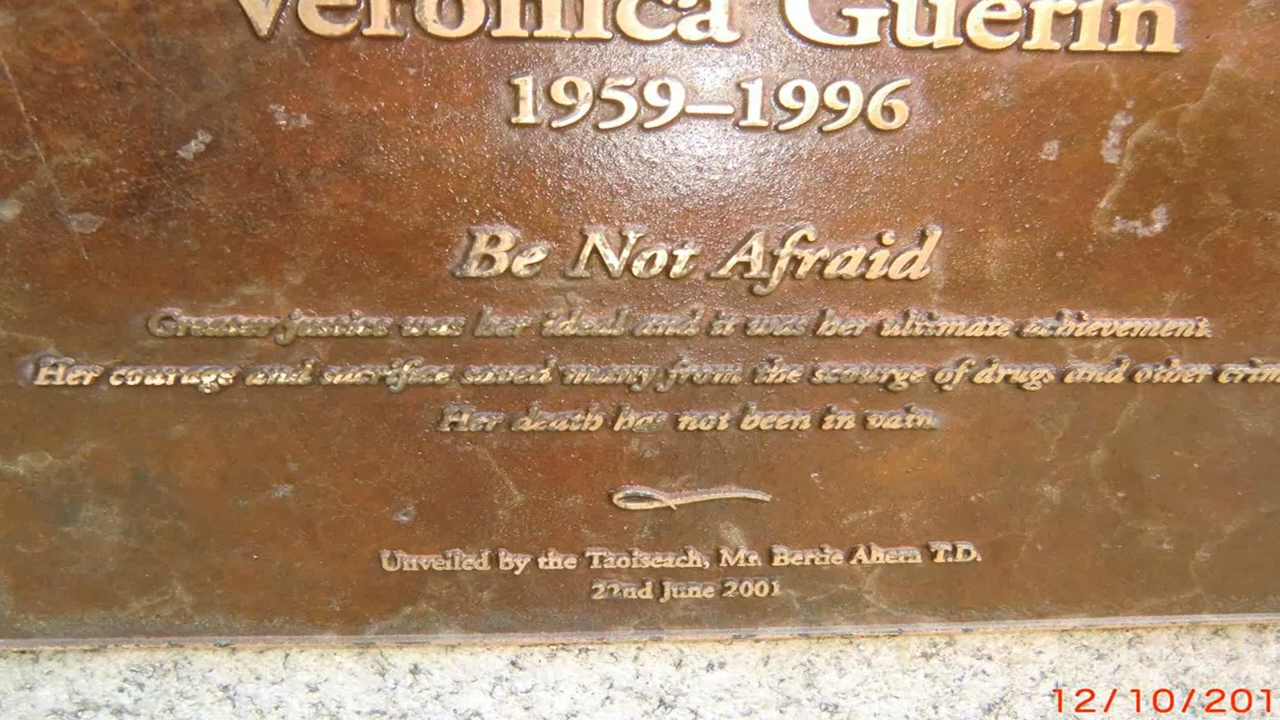 Veronica Guerin
1959–1996
Be Not Afraid
Greater justice was her ideal and it was her ultimate achievement.
Her courage and sacrifice saved many from the scourge of drugs and other crim
Her death has not been in vain.
Unveiled by the Taoiseach, Mr. Bertie Ahern T.D.
22nd June 2001
12/10/201